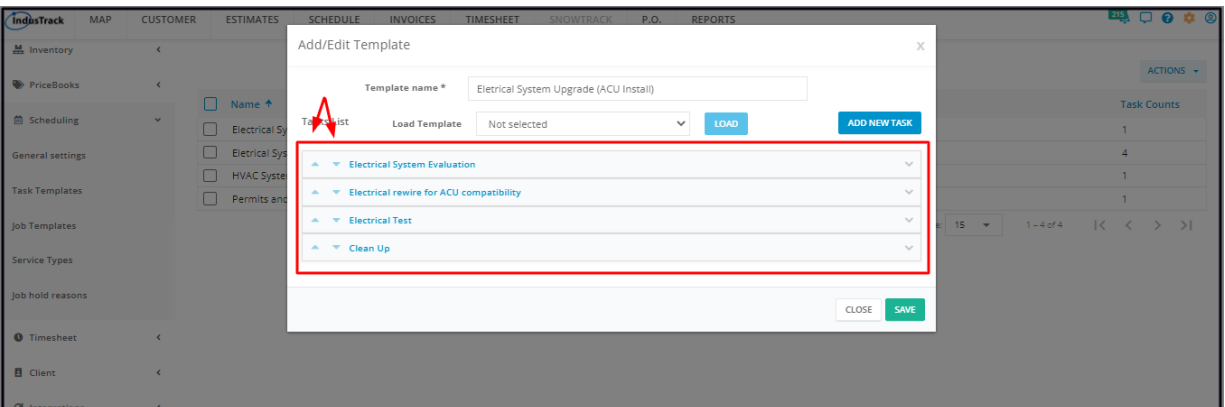 IndusTrack MAP CUSTOMER ESTIMATES SCHEDULE INVOICES TIMESHEET SNOWTRACK P.O. REPORTS 215
Add/Edit Template X
Inventory
PriceBooks
Scheduling
General settings
Task Templates
Job Templates
Service Types
Job hold reasons
Timesheet
Client
ACTIONS
Name Task Counts
Electrical Sy 1
Eletrical Sys 4
HVAC Syste 1
Permits and 1
15 1 – 4 of 4
Template name * Eletrical System Upgrade (ACU Install)
List Load Template Not selected LOAD ADD NEW TASK
Electrical System Evaluation
Electrical rewire for ACU compatibility
Electrical Test
Clean Up
CLOSE SAVE